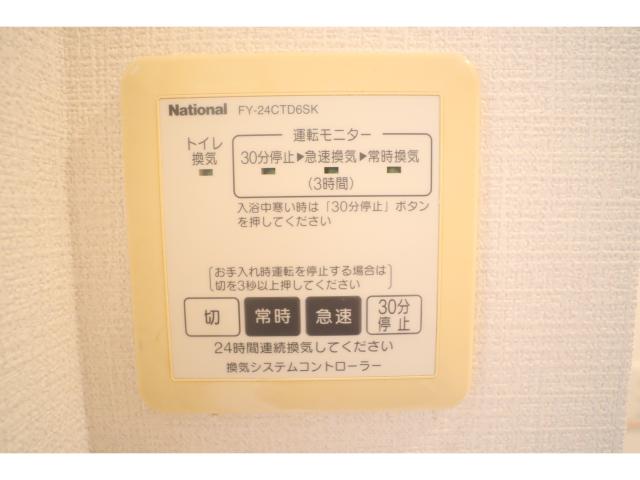 National FY-24CTD6SK
トイレ
換気
運転モニター
30分停止▶急速換気▶常時換気
(3時間)
入浴中寒い時は「30分停止」ボタン
を押してください
お手入れ時運転を停止する場合は
切を3秒以上押してください
切 常時 急速 30分
停止
24時間連続換気してください
換気システムコントローラー